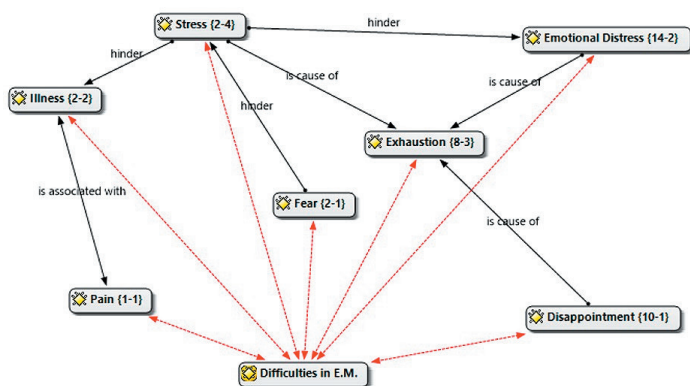 Stress {2-4}
hinder
Emotional Distress {14-2}
hinder
is cause of
is cause of
Illness {2-2}
hinder
Exhaustion {8-3}
is associated with
Fear {2-1}
is cause of
Pain {1-1}
Disappointment {10-1}
Difficulties in E.M.